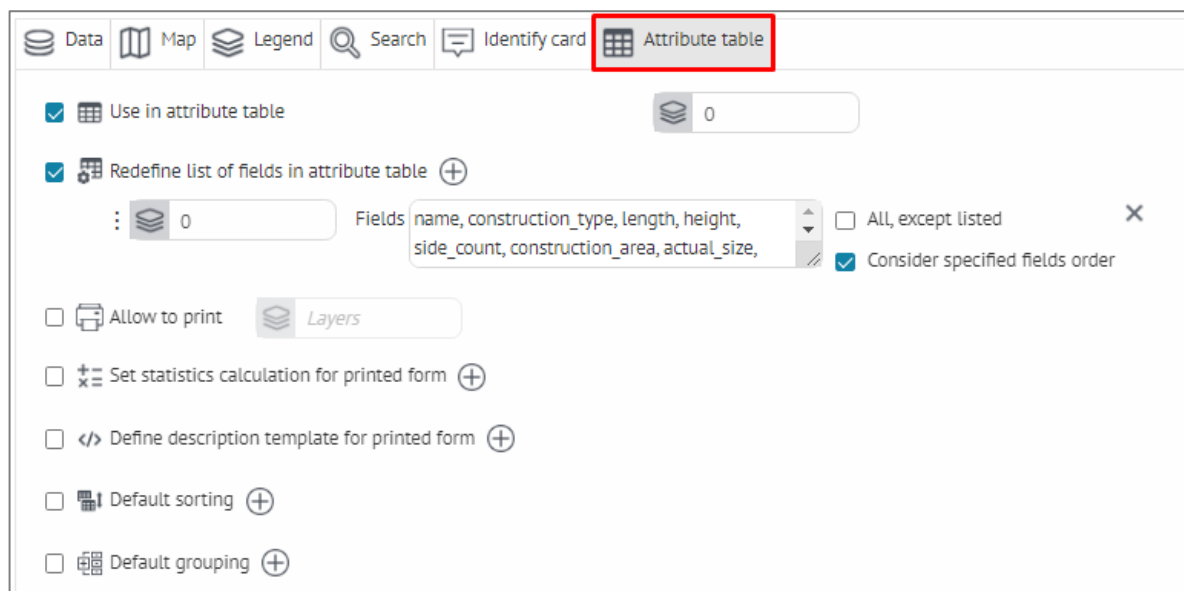 Data Map Legend Search Identify card Attribute table
Use in attribute table 0
Redefine list of fields in attribute table
0 Fields name, construction_type, length, height, All, except listed
side_count, construction_area, actual_size, Consider specified fields order
Allow to print Layers
Set statistics calculation for printed form
Define description template for printed form
Default sorting
Default grouping